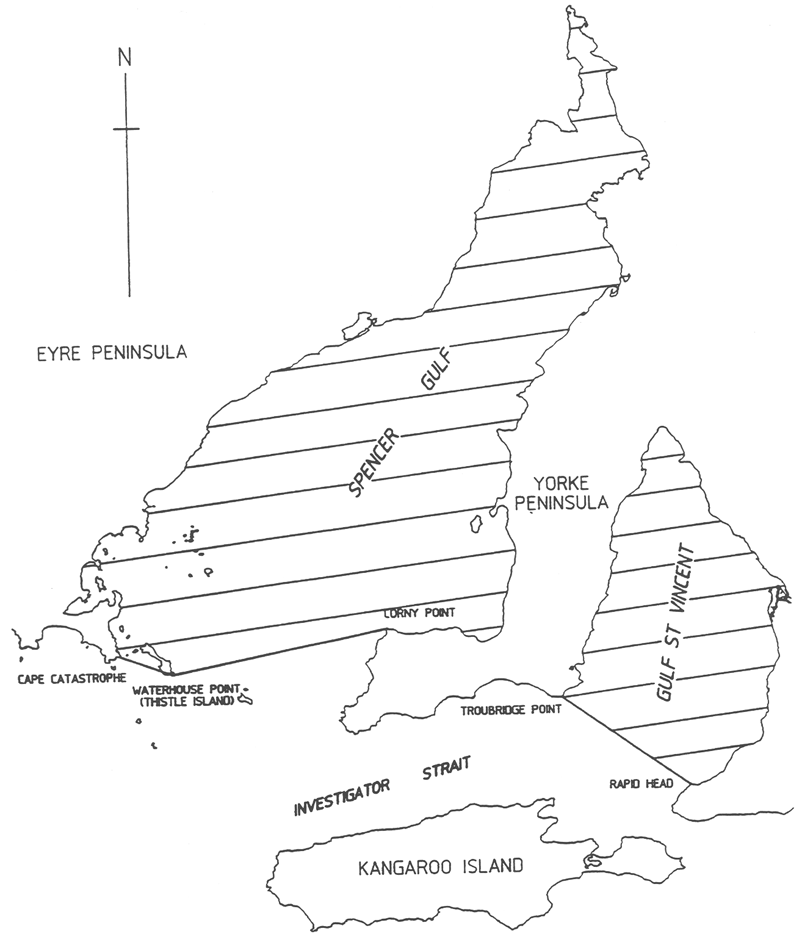 N
EYRE PENINSULA
GULF
SPENCER
YORKE
PENINSULA
GULF ST VINCENT
CORNY POINT
CAPE CATASTROPHE
WATERHOUSE POINT
(THISTLE ISLAND)
TROUBRIDGE POINT
INVESTIGATOR STRAIT
RAPID HEAD
KANGAROO ISLAND